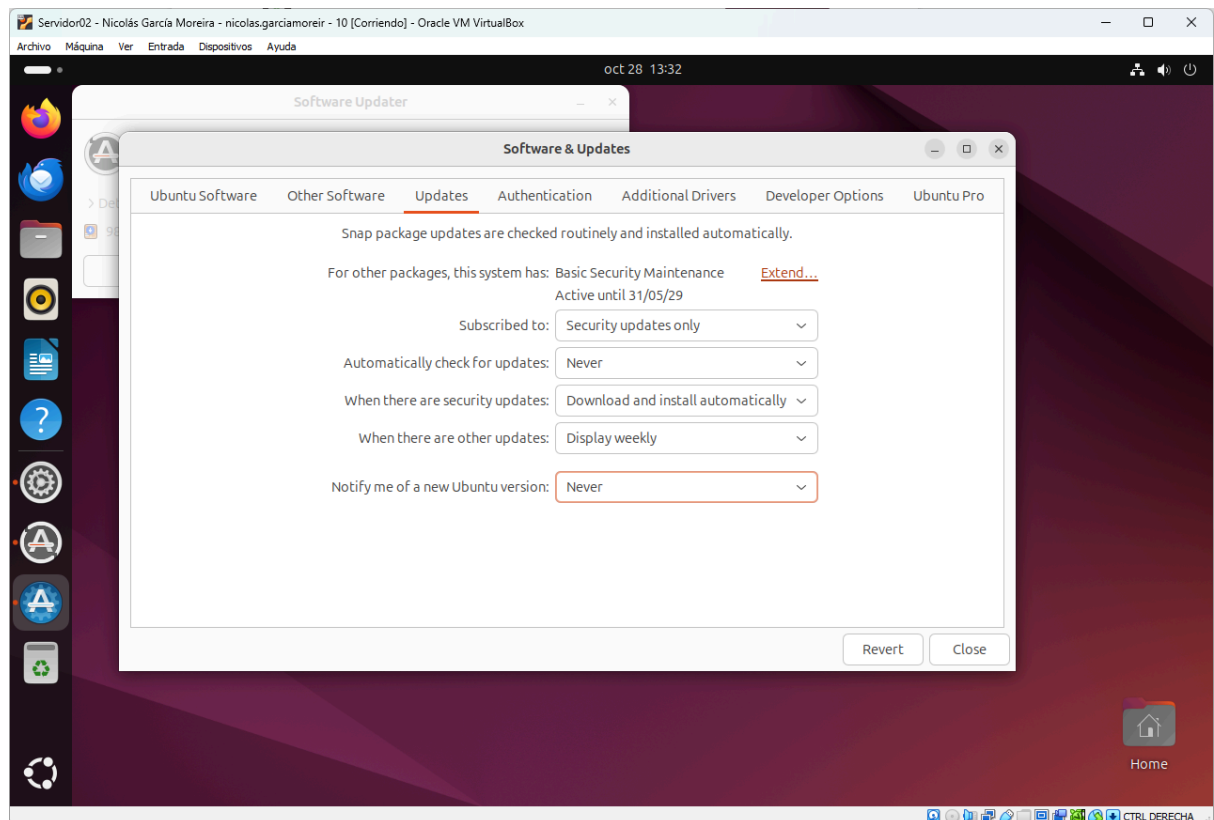 Servidor02 - Nicolás García Moreira - nicolas.garciamoreir - 10 [Corriendo] - Oracle VM VirtualBox
Archivo Máquina Ver Entrada Dispositivos Ayuda
oct 28 13:32
Software Updater
Software & Updates
Ubuntu Software Other Software Updates Authentication Additional Drivers Developer Options Ubuntu Pro
Snap package updates are checked routinely and installed automatically.
For other packages, this system has: Basic Security Maintenance Extend...
Active until 31/05/29
Subscribed to: Security updates only
Automatically check for updates: Never
When there are security updates: Download and install automatically
When there are other updates: Display weekly
Notify me of a new Ubuntu version: Never
Revert Close
Home
CTRL DERECHA